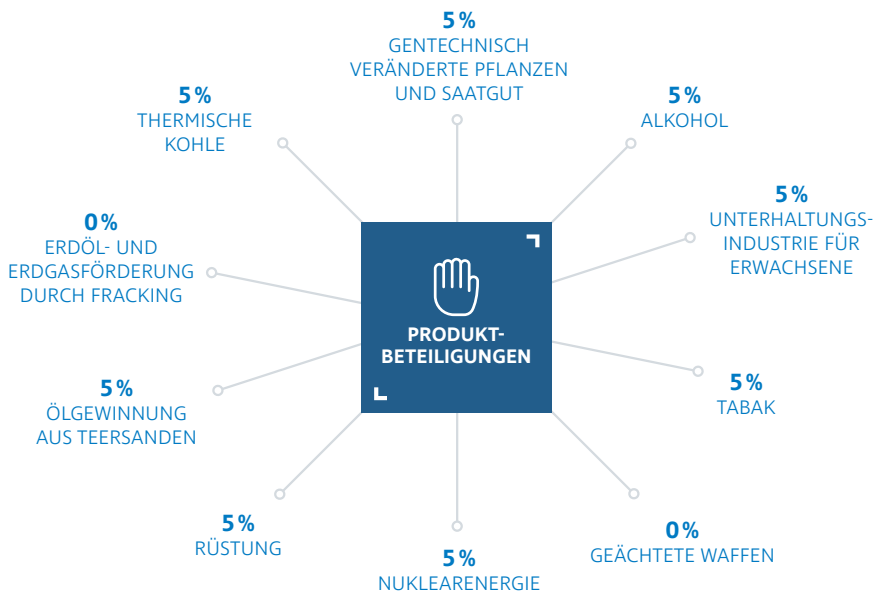 5%
GENTECHNISCH
VERÄNDERTE PFLANZEN
UND SAATGUT
5%
ALKOHOL
5%
UNTERHALTUNGS-
INDUSTRIE FÜR
ERWACHSENE
5%
TABAK
0%
GEÄCHTETE WAFFEN
5%
NUKLEARENERGIE
5%
RÜSTUNG
5%
ÖLGEWINNUNG
AUS TEERSANDEN
0%
ERDÖL- UND
ERDGASFÖRDERUNG
DURCH FRACKING
5%
THERMISCHE
KOHLE
PRODUKT-
BETEILIGUNGEN